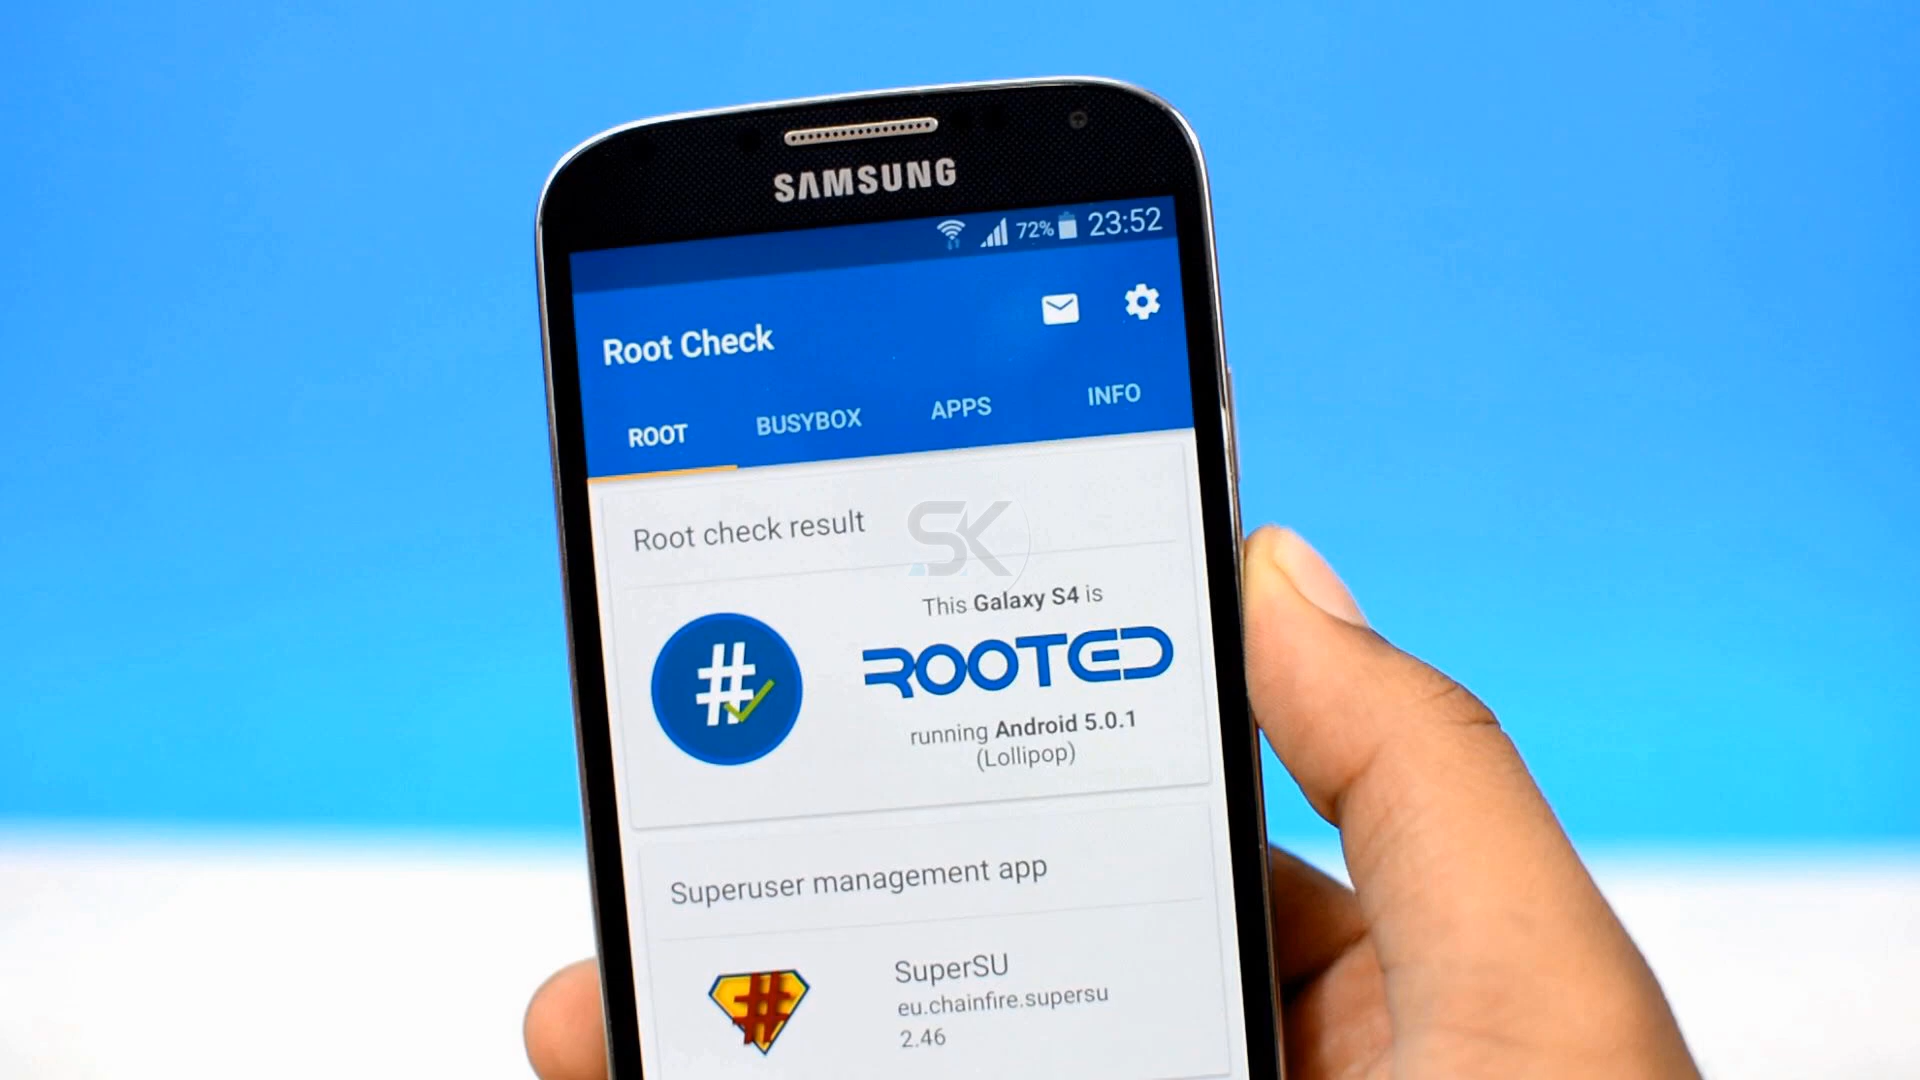 SAMSUNG
72% 23:52
Root Check
ROOT BUSYBOX APPS INFO
Root check result
SK
This Galaxy S4 is
ROOTED
running Android 5.0.1
(Lollipop)
Superuser management app
SuperSU
eu.chainfire.supersu
2.46